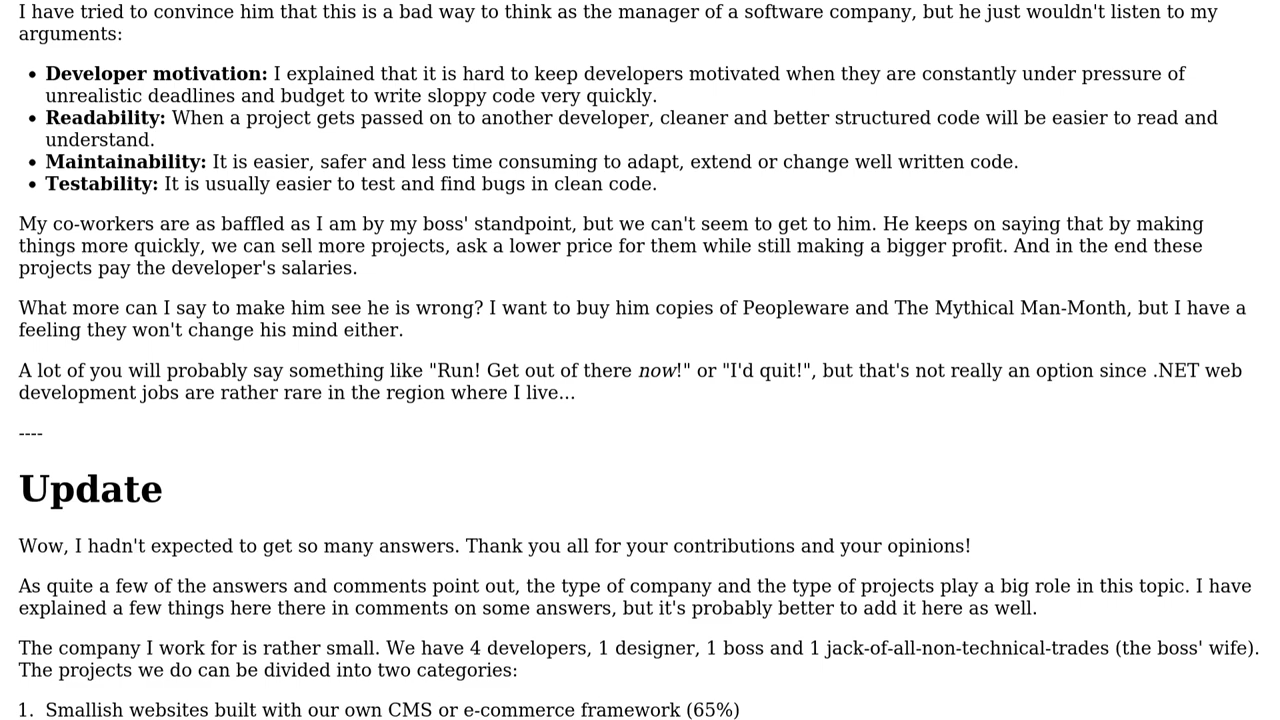 I have tried to convince him that this is a bad way to think as the manager of a software company, but he just wouldn't listen to my
arguments:
• Developer motivation: I explained that it is hard to keep developers motivated when they are constantly under pressure of
unrealistic deadlines and budget to write sloppy code very quickly.
• Readability: When a project gets passed on to another developer, cleaner and better structured code will be easier to read and
understand.
• Maintainability: It is easier, safer and less time consuming to adapt, extend or change well written code.
• Testability: It is usually easier to test and find bugs in clean code.
My co-workers are as baffled as I am by my boss' standpoint, but we can't seem to get to him. He keeps on saying that by making
things more quickly, we can sell more projects, ask a lower price for them while still making a bigger profit. And in the end these
projects pay the developer's salaries.
What more can I say to make him see he is wrong? I want to buy him copies of Peopleware and The Mythical Man-Month, but I have a
feeling they won't change his mind either.
A lot of you will probably say something like "Run! Get out of there now!" or "I'd quit!", but that's not really an option since .NET web
development jobs are rather rare in the region where I live...
----
Update
Wow, I hadn't expected to get so many answers. Thank you all for your contributions and your opinions!
As quite a few of the answers and comments point out, the type of company and the type of projects play a big role in this topic. I have
explained a few things here there in comments on some answers, but it's probably better to add it here as well.
The company I work for is rather small. We have 4 developers, 1 designer, 1 boss and 1 jack-of-all-non-technical-trades (the boss' wife).
The projects we do can be divided into two categories:
1. Smallish websites built with our own CMS or e-commerce framework (65%)